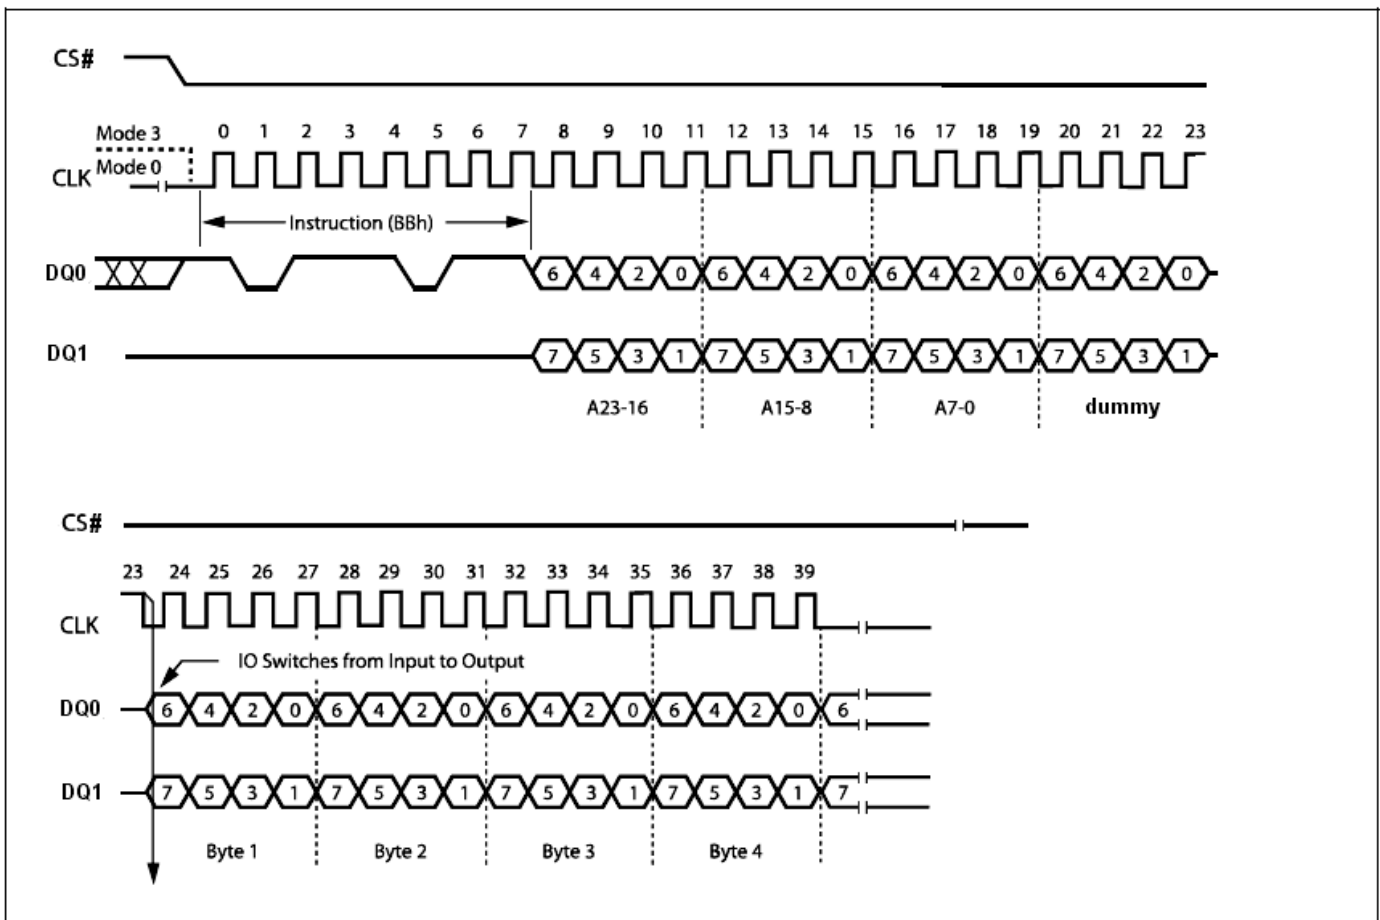 CS#
Mode 3
0 1 2 3 4 5 6 7 8 9 10 11 12 13 14 15 16 17 18 19 20 21 22 23
Mode 0
CLK
Instruction (BBh)
DQ0 6 4 2 0 6 4 2 0 6 4 2 0 6 4 2 0
DQ1 7 5 3 1 7 5 3 1 7 5 3 1 7 5 3 1
A23-16 A15-8 A7-0 dummy
CS#
23 24 25 26 27 28 29 30 31 32 33 34 35 36 37 38 39
CLK
IO Switches from Input to Output
DQ0 6 4 2 0 6 4 2 0 6 4 2 0 6 4 2 0 6
DQ1 7 5 3 1 7 5 3 1 7 5 3 1 7 5 3 1 7
Byte 1 Byte 2 Byte 3 Byte 4